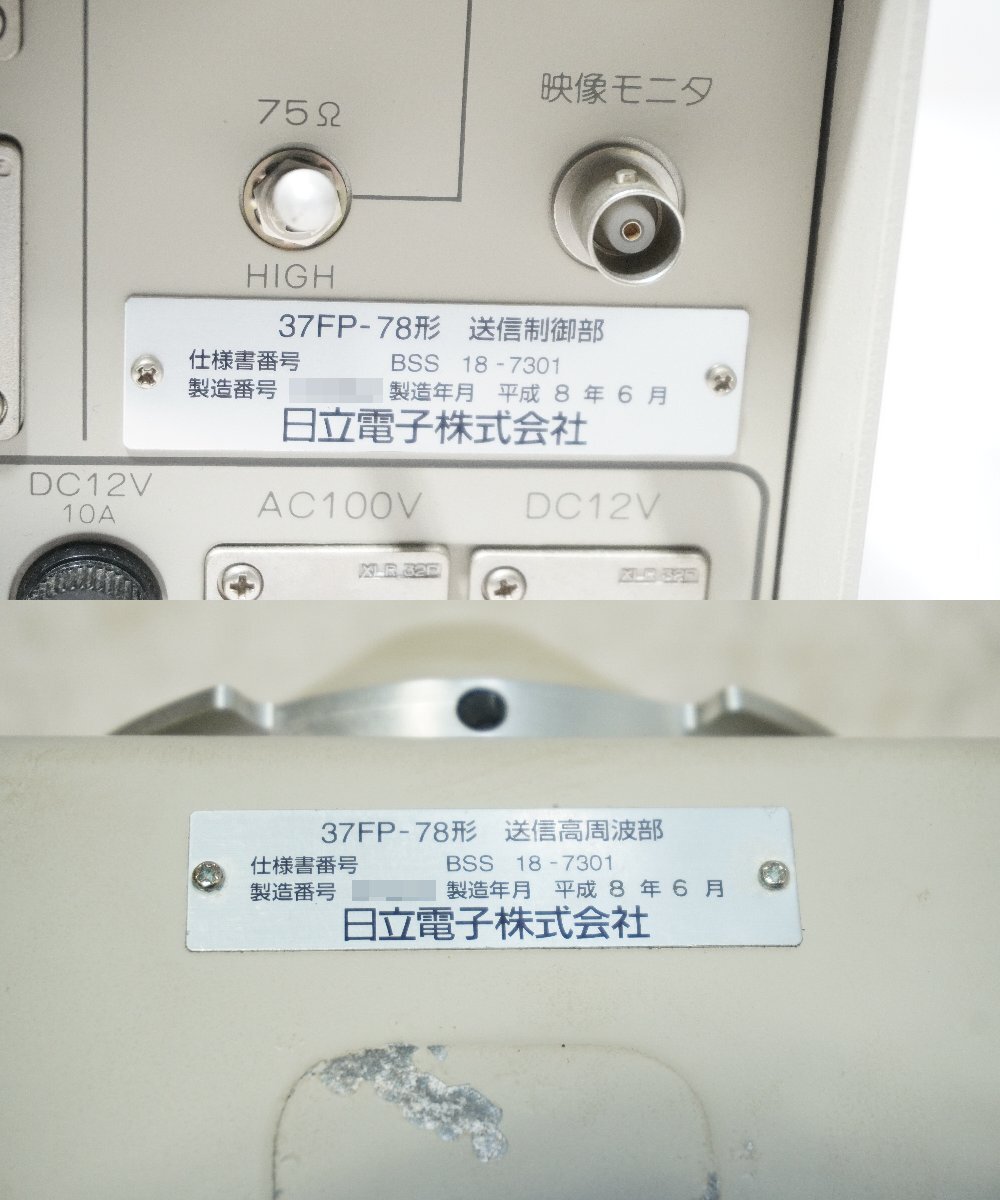 75Ω
映像モニタ
HIGH
37FP-78形 送信制御部
仕様書番号 BSS 18-7301
製造番号 製造年月 平成 8 年 6 月
日立電子株式会社
DC12V
10A
AC100V
DC12V
XLR-32F
XLR-32F
37FP-78形 送信高周波部
仕様書番号 BSS 18-7301
製造番号 製造年月 平成 8 年 6 月
日立電子株式会社